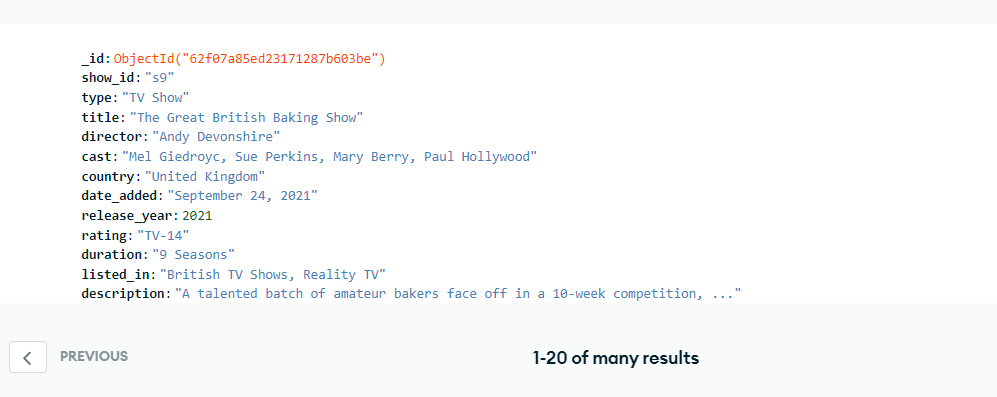 _id: ObjectId("62f07a85ed23171287b603be")
show_id: "s9"
type: "TV Show"
title: "The Great British Baking Show"
director: "Andy Devonshire"
cast: "Mel Giedroyc, Sue Perkins, Mary Berry, Paul Hollywood"
country: "United Kingdom"
date_added: "September 24, 2021"
release_year: 2021
rating: "TV-14"
duration: "9 Seasons"
listed_in: "British TV Shows, Reality TV"
description: "A talented batch of amateur bakers face off in a 10-week competition, ..."
PREVIOUS
1-20 of many results